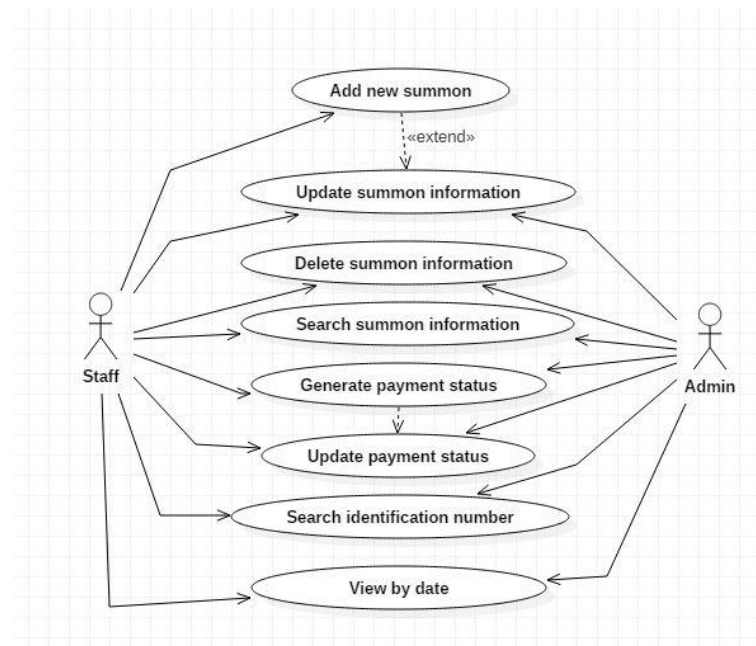 Add new summon
«extend»
Update summon information
Delete summon information
Search summon information
Staff
Generate payment status
Admin
Update payment status
Search identification number
View by date